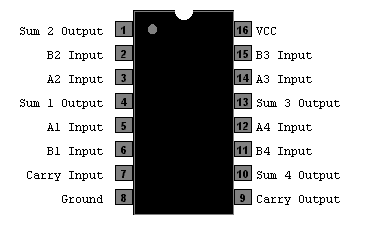 Sum 2 Output 1 16 VCC
B2 Input 2 15 B3 Input
A2 Input 3 14 A3 Input
Sum 1 Output 4 13 Sum 3 Output
A1 Input 5 12 A4 Input
B1 Input 6 11 B4 Input
Carry Input 7 10 Sum 4 Output
Ground 8 9 Carry Output